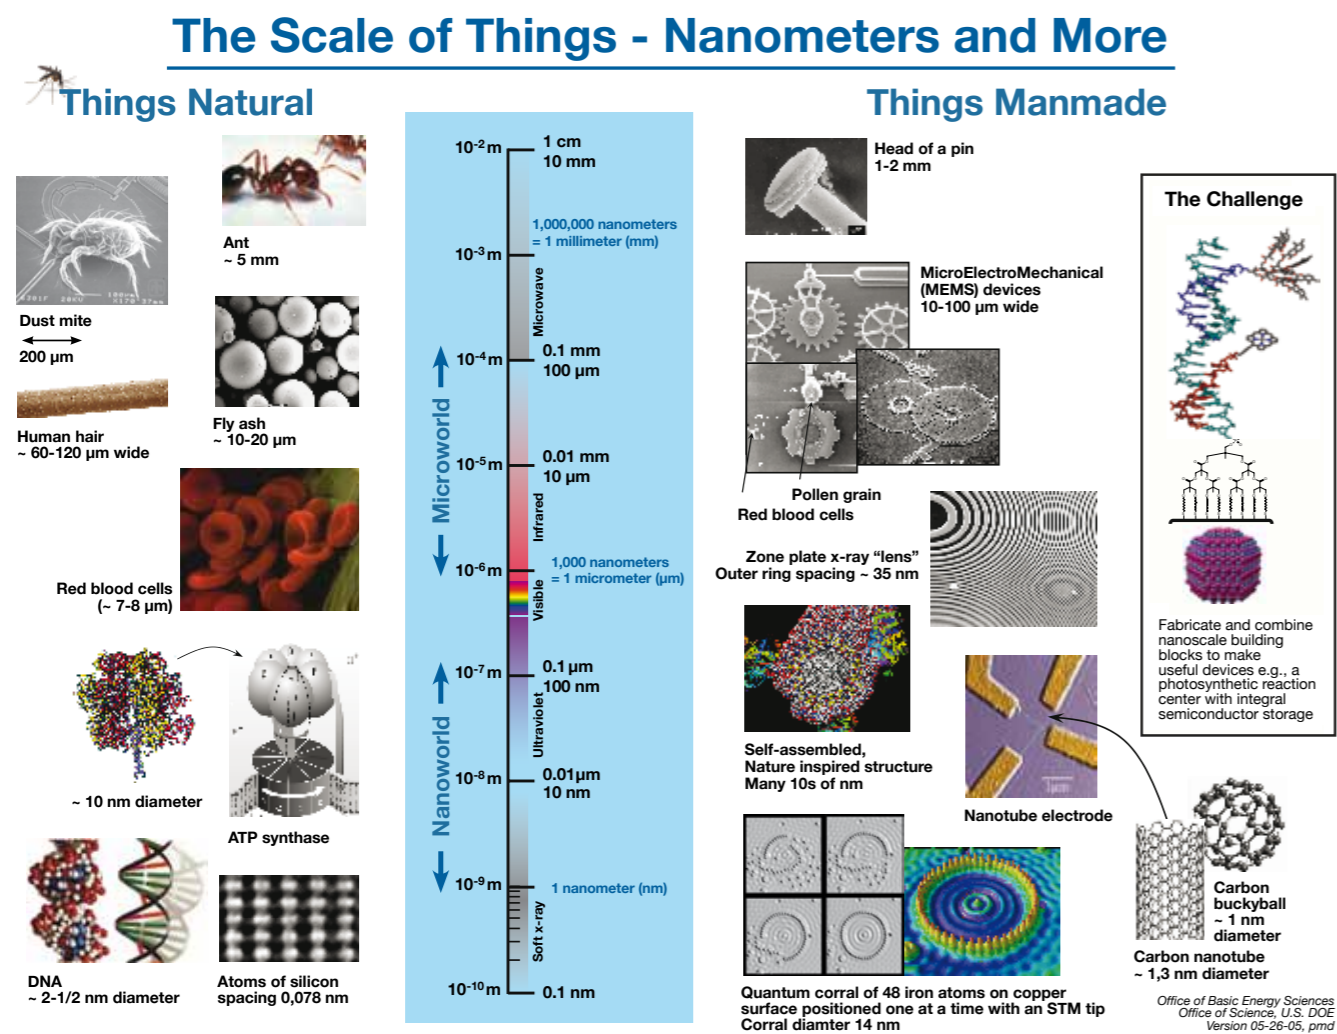 The Scale of Things - Nanometers and More
Things Natural
Things Manmade
Ant
~ 5 mm
Dust mite
200 µm
Human hair
~ 60-120 µm wide
Fly ash
~ 10-20 µm
Red blood cells
(~ 7-8 µm)
~ 10 nm diameter
ATP synthase
DNA
~ 2-1/2 nm diameter
Atoms of silicon
spacing 0,078 nm
Microworld
Nanoworld
10-2 m
1 cm
10 mm
1,000,000 nanometers
= 1 millimeter (mm)
10-3 m
Microwave
10-4 m
0.1 mm
100 µm
10-5 m
0.01 mm
10 µm
Infrared
1,000 nanometers
= 1 micrometer (µm)
10-6 m
Visible
10-7 m
0.1 µm
100 nm
Ultraviolet
10-8 m
0.01µm
10 nm
10-9 m
1 nanometer (nm)
Soft x-ray
10-10 m
0.1 nm
Head of a pin
1-2 mm
MicroElectroMechanical
(MEMS) devices
10-100 µm wide
Pollen grain
Red blood cells
Zone plate x-ray “lens”
Outer ring spacing ~ 35 nm
Self-assembled,
Nature inspired structure
Many 10s of nm
Nanotube electrode
Quantum corral of 48 iron atoms on copper
surface positioned one at a time with an STM tip
Corral diamter 14 nm
Carbon
buckyball
~ 1 nm
diameter
Carbon nanotube
~ 1,3 nm diameter
The Challenge
Fabricate and combine
nanoscale building
blocks to make
useful devices e.g., a
photosynthetic reaction
center with integral
semiconductor storage
Office of Basic Energy Sciences
Office of Science, U.S. DOE
Version 05-26-05, pmd